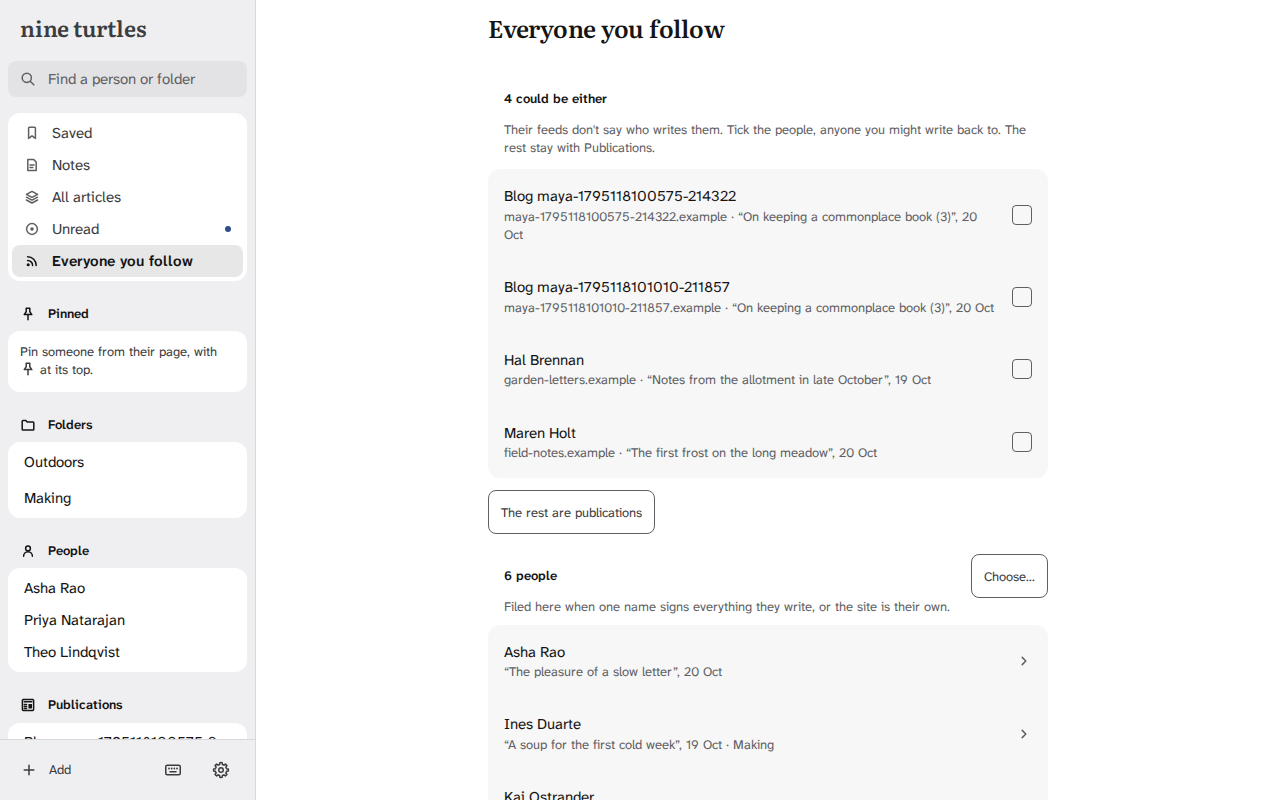 nine turtles
Find a person or folder
Saved
Notes
All articles
Unread
Everyone you follow
Pinned
Pin someone from their page, with
at its top.
Folders
Outdoors
Making
People
Asha Rao
Priya Natarajan
Theo Lindqvist
Publications
Add
Everyone you follow
4 could be either
Their feeds don't say who writes them. Tick the people, anyone you might write back to. The
rest stay with Publications.
Blog maya-1795118100575-214322
maya-1795118100575-214322.example · “On keeping a commonplace book (3)”, 20
Oct
Blog maya-1795118101010-211857
maya-1795118101010-211857.example · “On keeping a commonplace book (3)”, 20 Oct
Hal Brennan
garden-letters.example · “Notes from the allotment in late October”, 19 Oct
Maren Holt
field-notes.example · “The first frost on the long meadow”, 20 Oct
The rest are publications
6 people
Choose…
Filed here when one name signs everything they write, or the site is their own.
Asha Rao
“The pleasure of a slow letter”, 20 Oct
Ines Duarte
“A soup for the first cold week”, 19 Oct · Making
Kai Ostrander